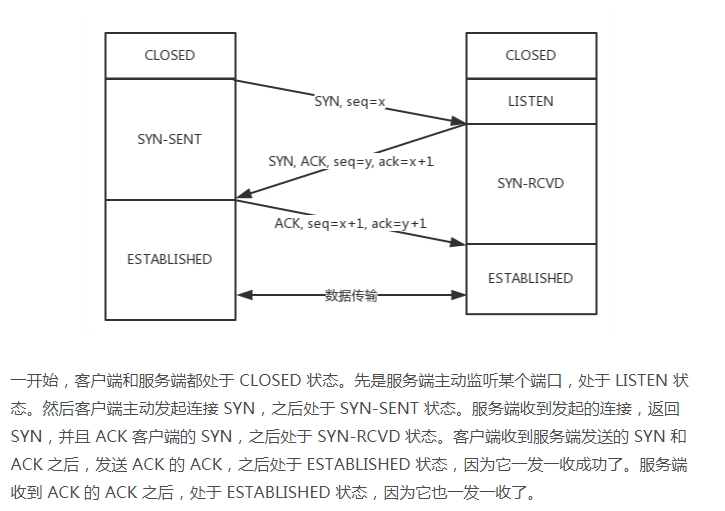 CLOSED
CLOSED
SYN, seq=x
LISTEN
SYN-SENT
SYN, ACK, seq=y, ack=x+1
SYN-RCVD
ACK, seq=x+1, ack=y+1
ESTABLISHED
ESTABLISHED
数据传输
一开始，客户端和服务端都处于 CLOSED 状态。先是服务端主动监听某个端口，处于 LISTEN 状
态。然后客户端主动发起连接 SYN，之后处于 SYN-SENT 状态。服务端收到发起的连接，返回
SYN，并且 ACK 客户端的 SYN，之后处于 SYN-RCVD 状态。客户端收到服务端发送的 SYN 和
ACK 之后，发送 ACK 的 ACK，之后处于 ESTABLISHED 状态，因为它一发一收成功了。服务端
收到 ACK 的 ACK 之后，处于 ESTABLISHED 状态，因为它也一发一收了。